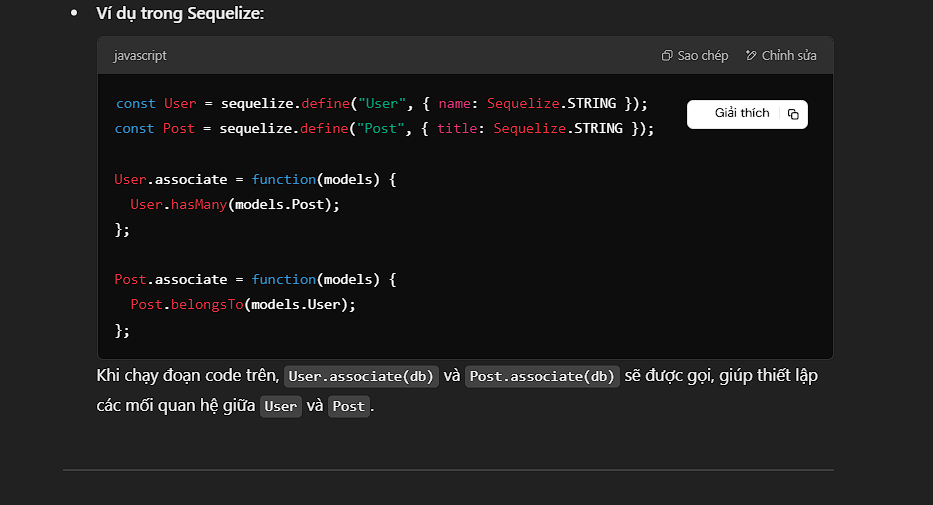 • Ví dụ trong Sequelize:
javascript
Sao chép
Chỉnh sửa
const User = sequelize.define("User", { name: Sequelize.STRING });
Giải thích
const Post = sequelize.define("Post", { title: Sequelize.STRING });
User.associate = function(models) {
  User.hasMany(models.Post);
};
Post.associate = function(models) {
  Post.belongsTo(models.User);
};
Khi chạy đoạn code trên, User.associate(db) và Post.associate(db) sẽ được gọi, giúp thiết lập
các mối quan hệ giữa User và Post.